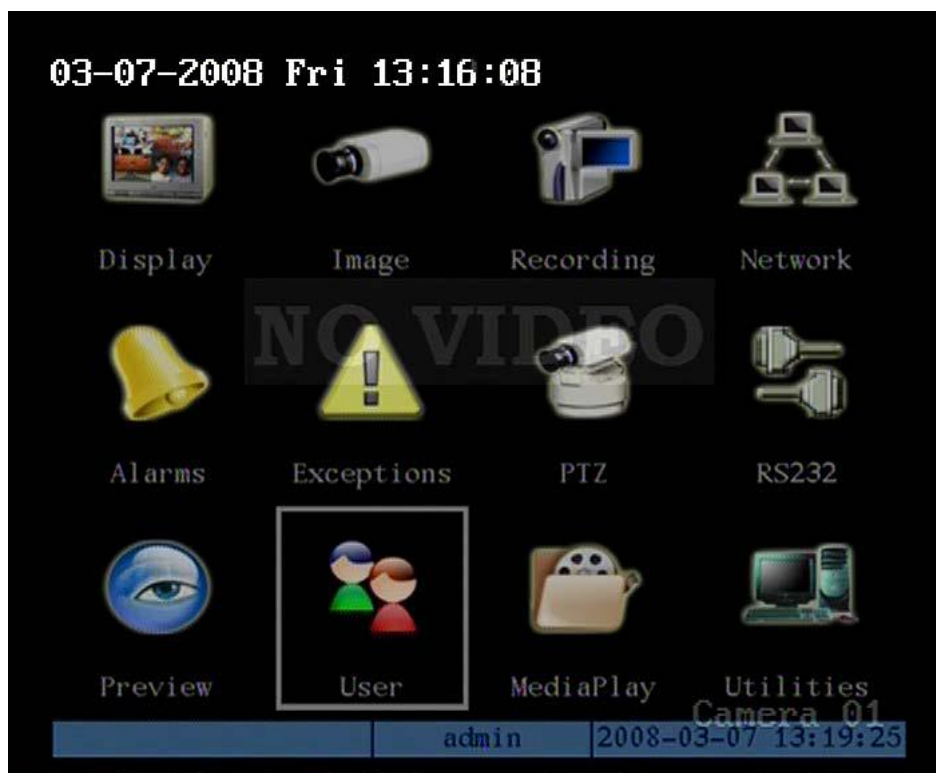 03-07-2008 Fri 13:16:08
Display Image Recording Network
NO VIDEO
Alarms Exceptions PTZ RS232
Preview User MediaPlay Utilities
Camera 01
admin 2008-03-07 13:19:25